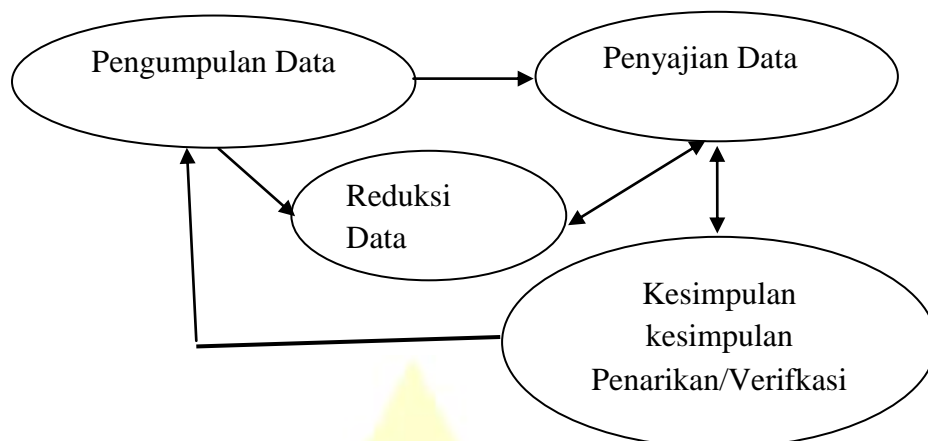 Pengumpulan Data
Penyajian Data
Reduksi
Data
Kesimpulan
kesimpulan
Penarikan/Verifkasi